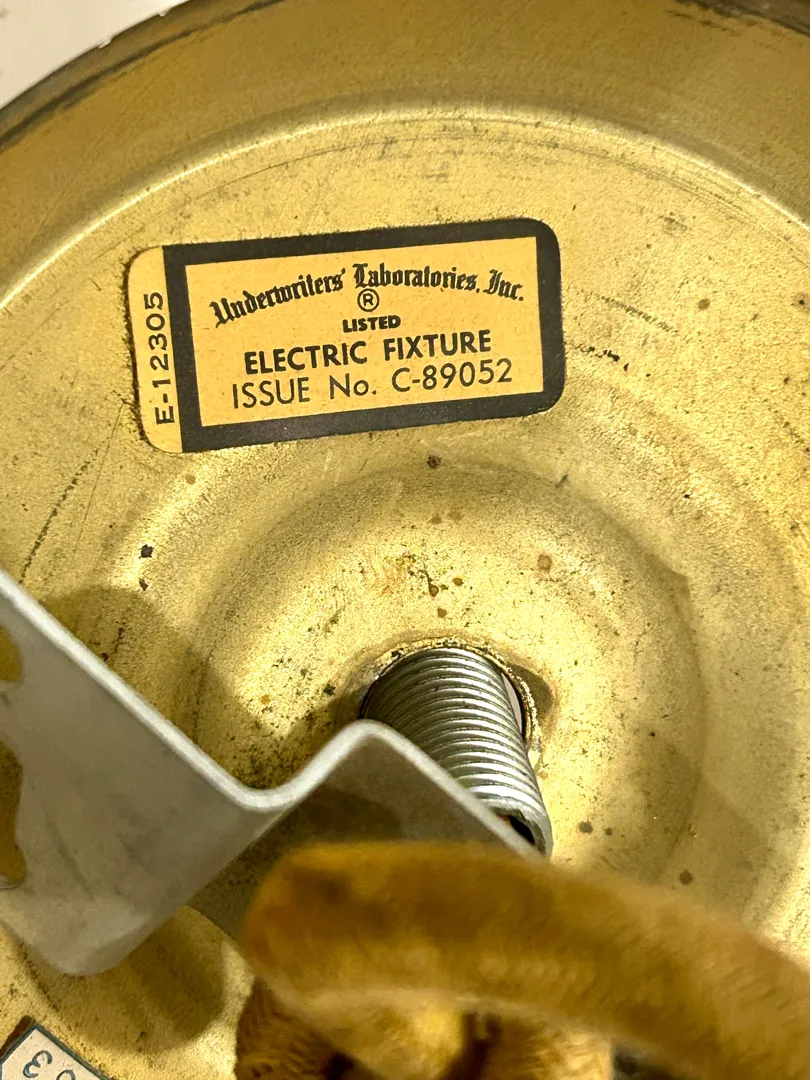 Underwriters' Laboratories, Inc.
®
LISTED
ELECTRIC FIXTURE
ISSUE No. C-89052
E-12305